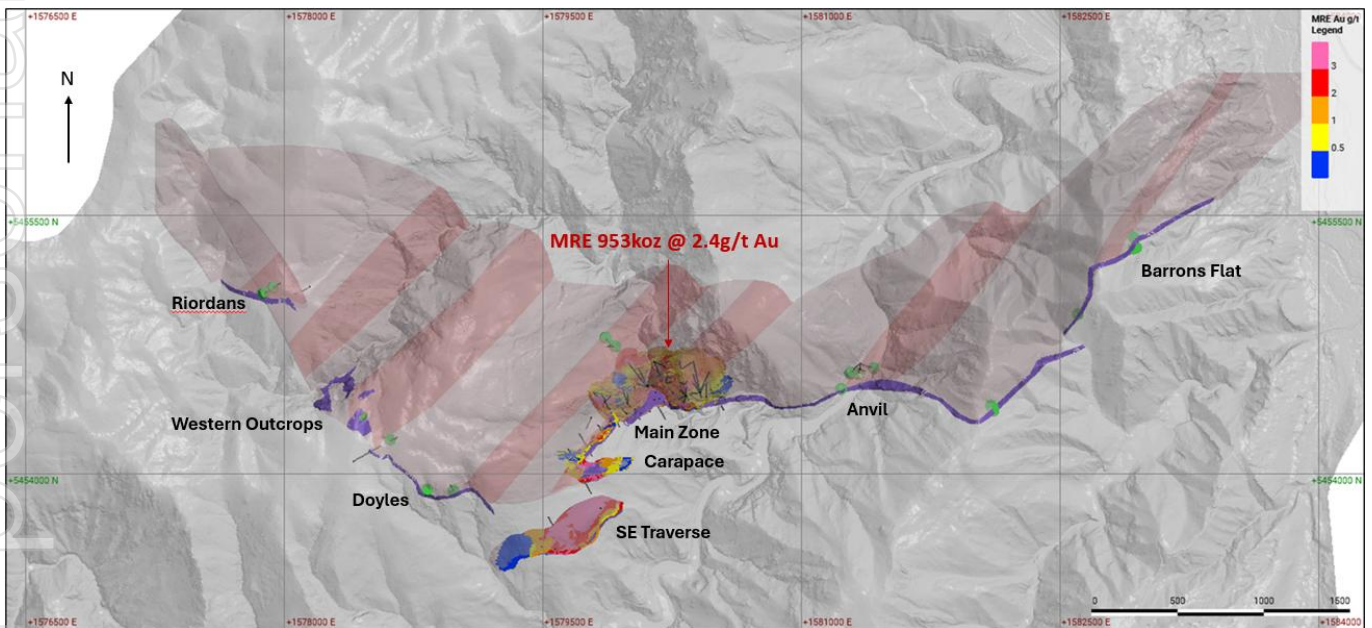 +1576500 E
+1578000 E
+1579500 E
+1581000 E
+1582500 E
MRE Au g/t
Legend
3
2
1
0.5
N
+5455500 N
+5455500 N
MRE 953koz @ 2.4g/t Au
Barrons Flat
Riordans
Western Outcrops
Anvil
Main Zone
Carapace
+5454000 N
+5454000 N
Doyles
SE Traverse
0 500 1000 1500
+1576500 E
+1578000 E
+1579500 E
+1581000 E
+1582500 E
+1584000 E